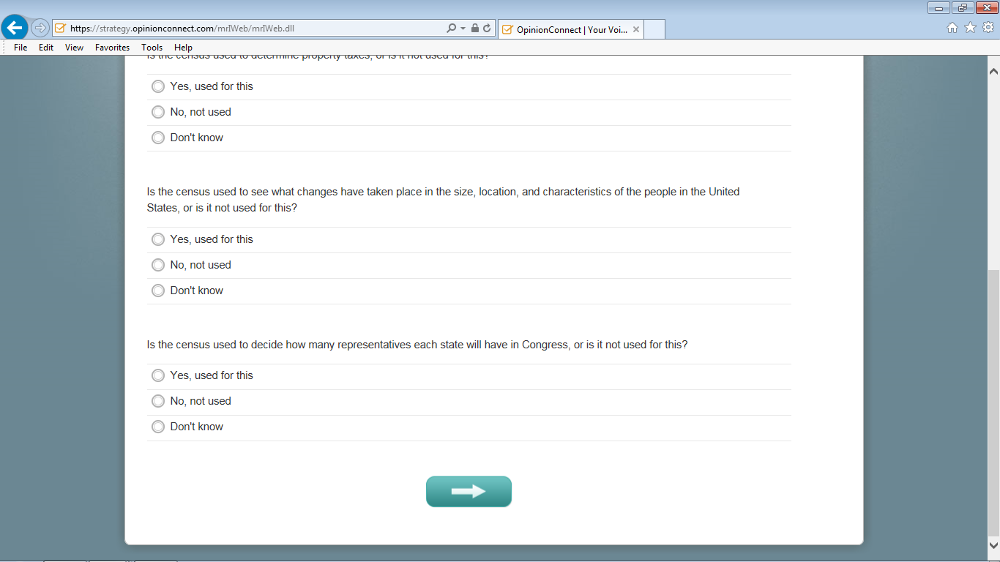 https://strategy.opinionconnect.com/mrIWeb/mrIWeb.dll
OpinionConnect | Your Voi...
File Edit View Favorites Tools Help
Is the census used to determine property taxes, or is it not used for this?
Yes, used for this
No, not used
Don't know
Is the census used to see what changes have taken place in the size, location, and characteristics of the people in the United
States, or is it not used for this?
Yes, used for this
No, not used
Don't know
Is the census used to decide how many representatives each state will have in Congress, or is it not used for this?
Yes, used for this
No, not used
Don't know